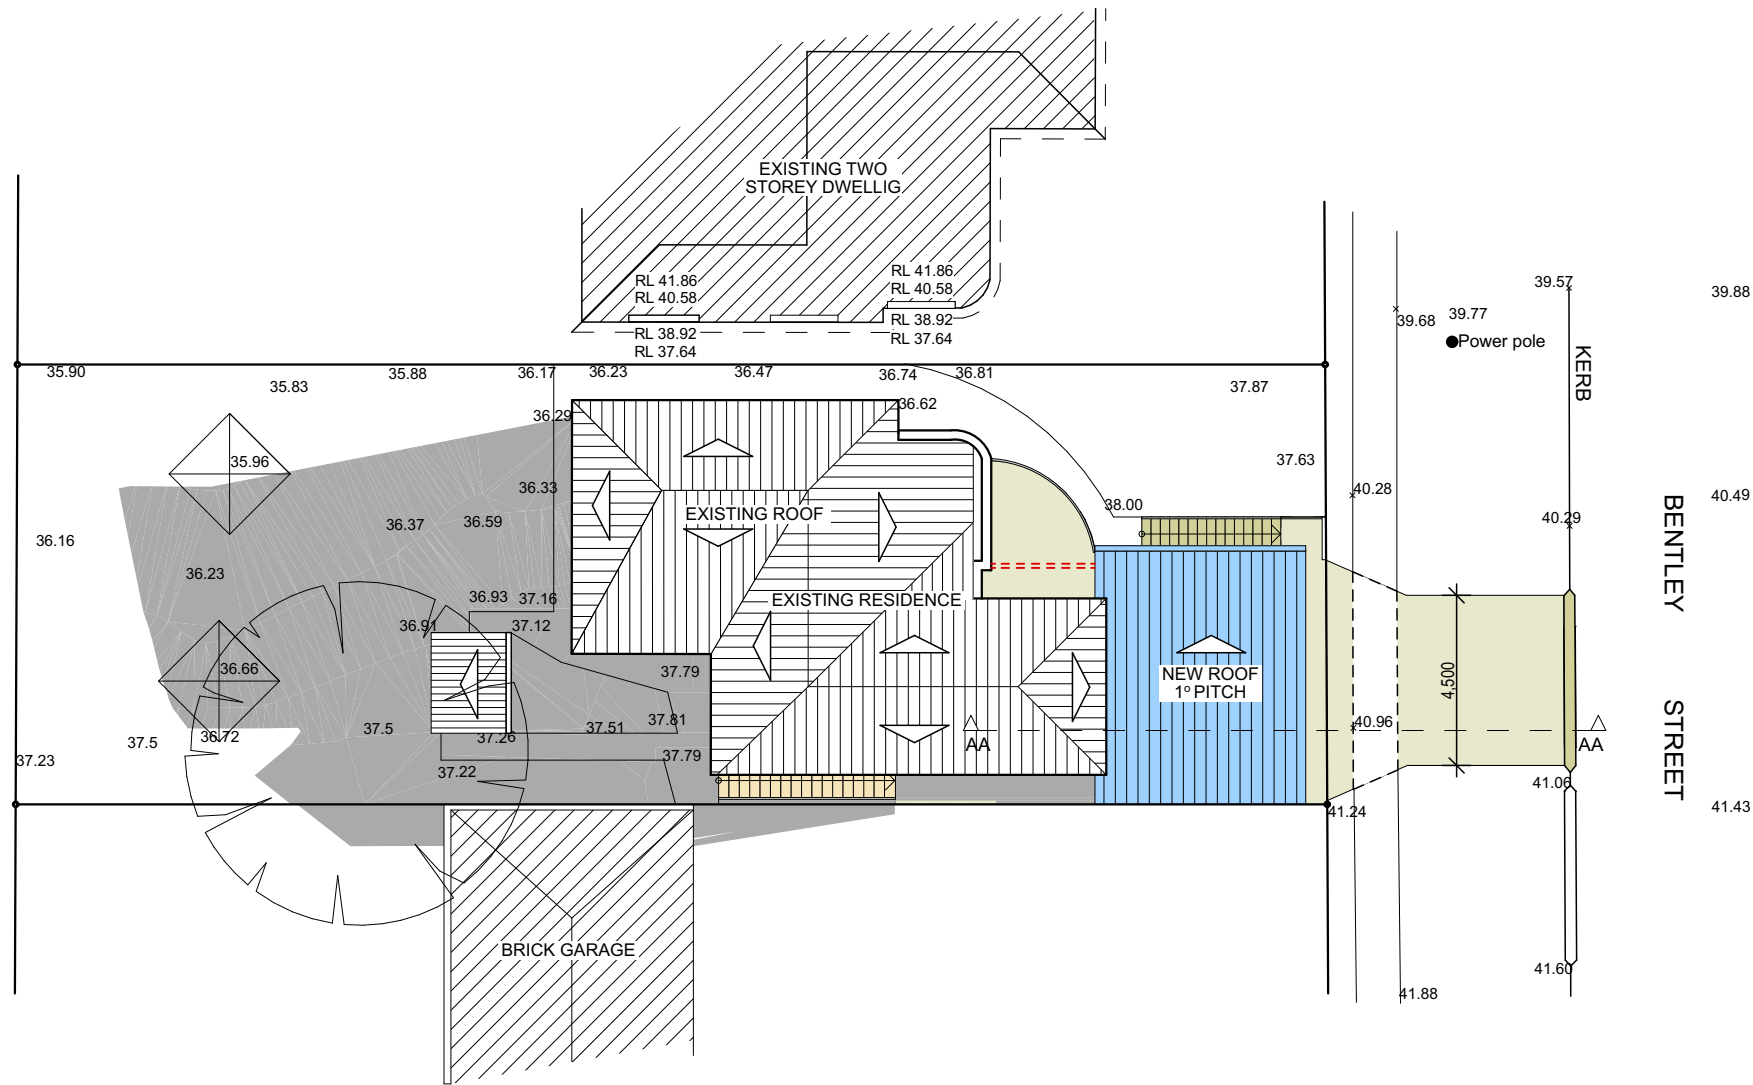 EXISTING TWO
STOREY DWELLIG
RL 41.86
RL 40.58
RL 38.92
RL 37.64
RL 41.86
RL 40.58
RL 38.92
RL 37.64
39.57
39.88
39.68
39.77
Power pole
KERB
35.90
35.83
35.88
36.17
36.23
36.47
36.74
36.81
37.87
36.29
36.62
35.96
36.33
37.63
40.28
40.49
38.00
40.29
36.37
36.59
EXISTING ROOF
36.16
36.23
36.93
37.16
EXISTING RESIDENCE
BENTLEY
STREET
36.91
37.12
36.66
37.79
NEW ROOF
1º PITCH
4,500
37.5
36.72
37.5
37.26
37.51
37.81
40.96
AA
AA
37.23
37.22
37.79
41.06
41.24
41.43
BRICK GARAGE
41.60
41.88